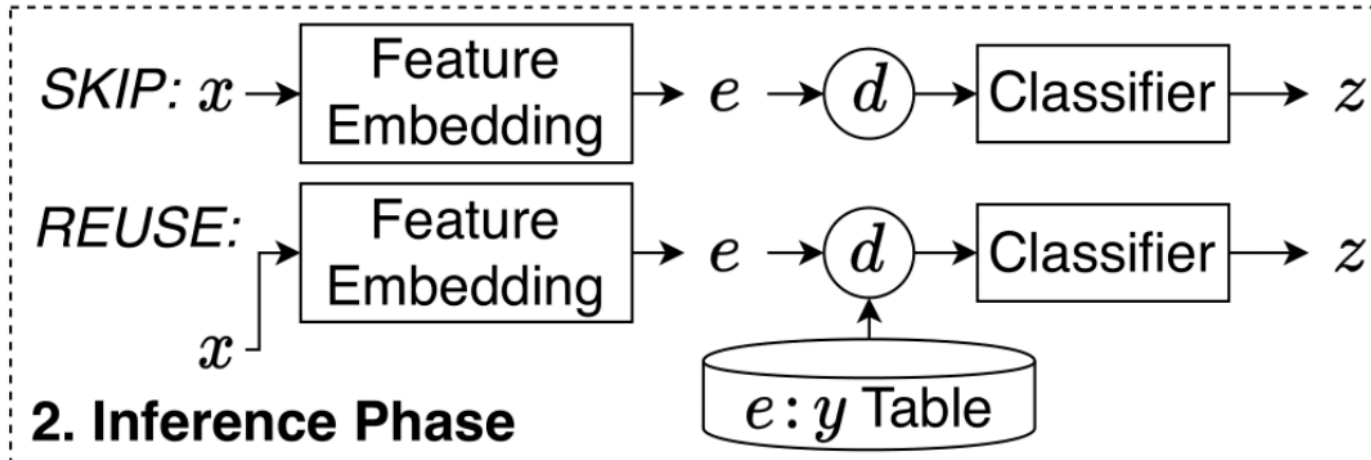 SKIP: x Feature Embedding e d Classifier z
REUSE: x Feature Embedding e d Classifier z
e : y Table
2. Inference Phase